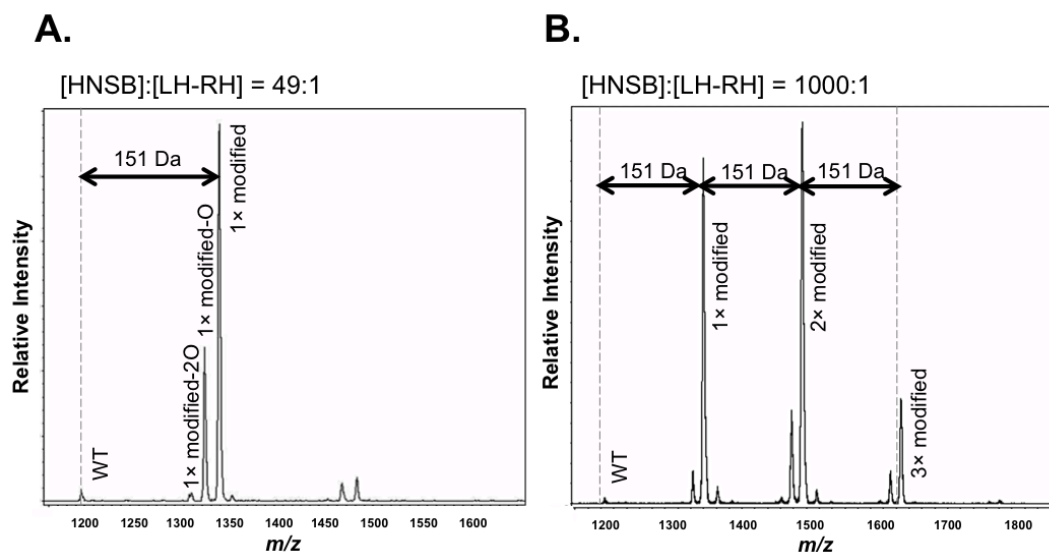 A.
[HNSB]:[LH-RH] = 49:1
151 Da
WT
1× modified-2O
1× modified-O
1× modified
Relative Intensity
1200 1300 1350 1400 1450 1500 1550 1600
m/z
B.
[HNSB]:[LH-RH] = 1000:1
151 Da 151 Da 151 Da
WT
1× modified
2× modified
3× modified
Relative Intensity
1200 1300 1400 1500 1600 1700 1800
m/z